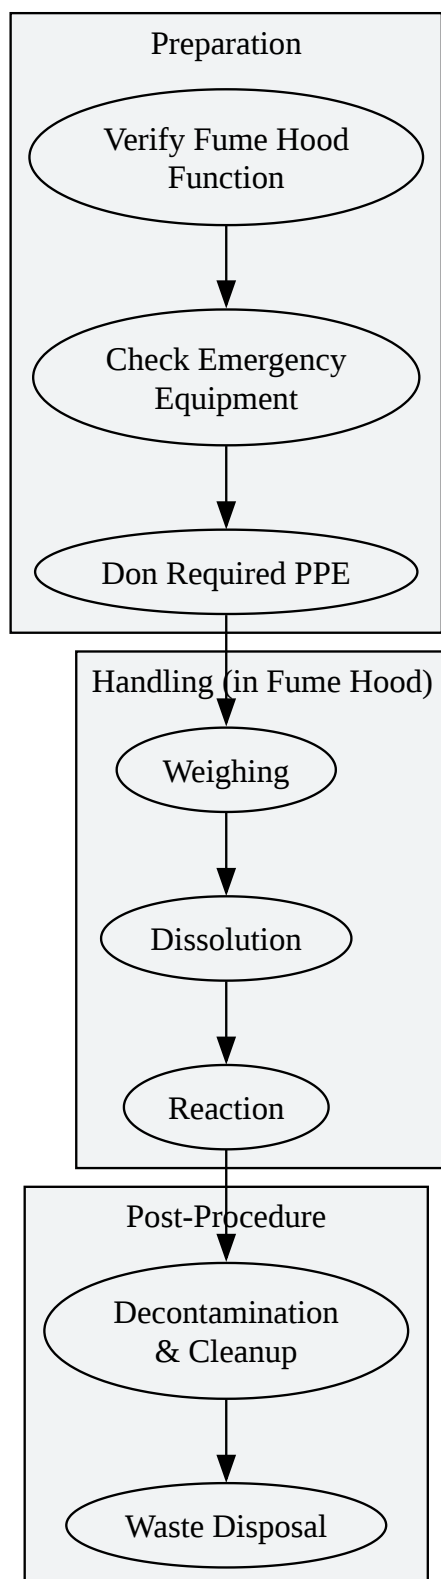 Preparation
Verify Fume Hood
Function
Check Emergency
Equipment
Don Required PPE
Handling (in Fume Hood)
Weighing
Dissolution
Reaction
Post-Procedure
Decontamination
& Cleanup
Waste Disposal